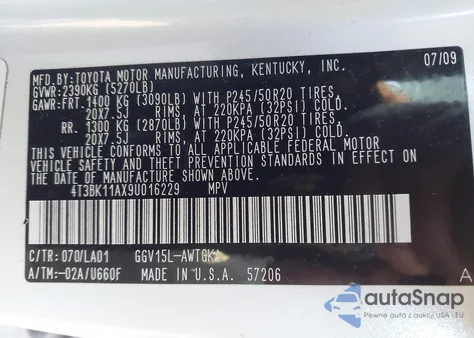 MFD.BY:TOYOTA MOTOR MANUFACTURING, KENTUCKY, INC. 07/09
GVWR:2390KG (5270LB)
GAWR:FRT. 1400 KG (3090LB) WITH P245/50R20 TIRES,
20X7.5J RIMS, AT 220KPA (32PSI) COLD.
RR. 1300 KG (2870LB) WITH P245/50R20 TIRES,
20X7.5J RIMS, AT 220KPA (32PSI) COLD.
THIS VEHICLE CONFORMS TO ALL APPLICABLE FEDERAL MOTOR
VEHICLE SAFETY AND THEFT PREVENTION STANDARDS IN EFFECT
ON THE DATE OF MANUFACTURE SHOWN ABOVE.
4T3BK11AX9U016229 MPV
C/TR: 070/LA01 GGV15L-AWTGKA
A/TM:-02A/U660F MADE IN U.S.A. 57206 A
autoSnap
Pewne auto z USA / EU